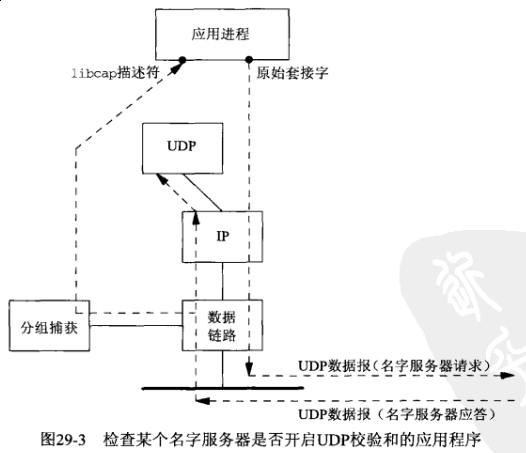 应用进程
libcap描述符
原始套接字
UDP
IP
分组捕获
数据
链路
UDP数据报(名字服务器请求)
UDP数据报(名字服务器应答)
图29-3 检查某个名字服务器是否开启UDP校验和的应用程序